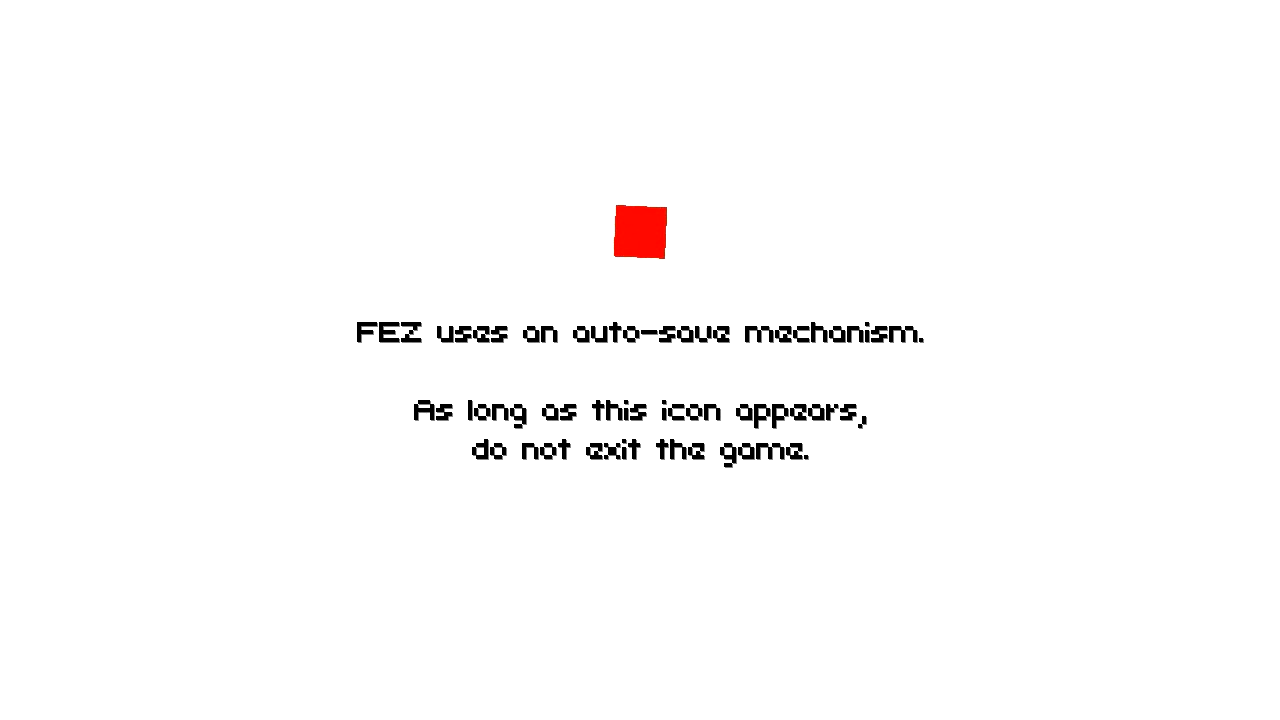 FEZ uses an auto-save mechanism.
As long as this icon appears,
do not exit the game.